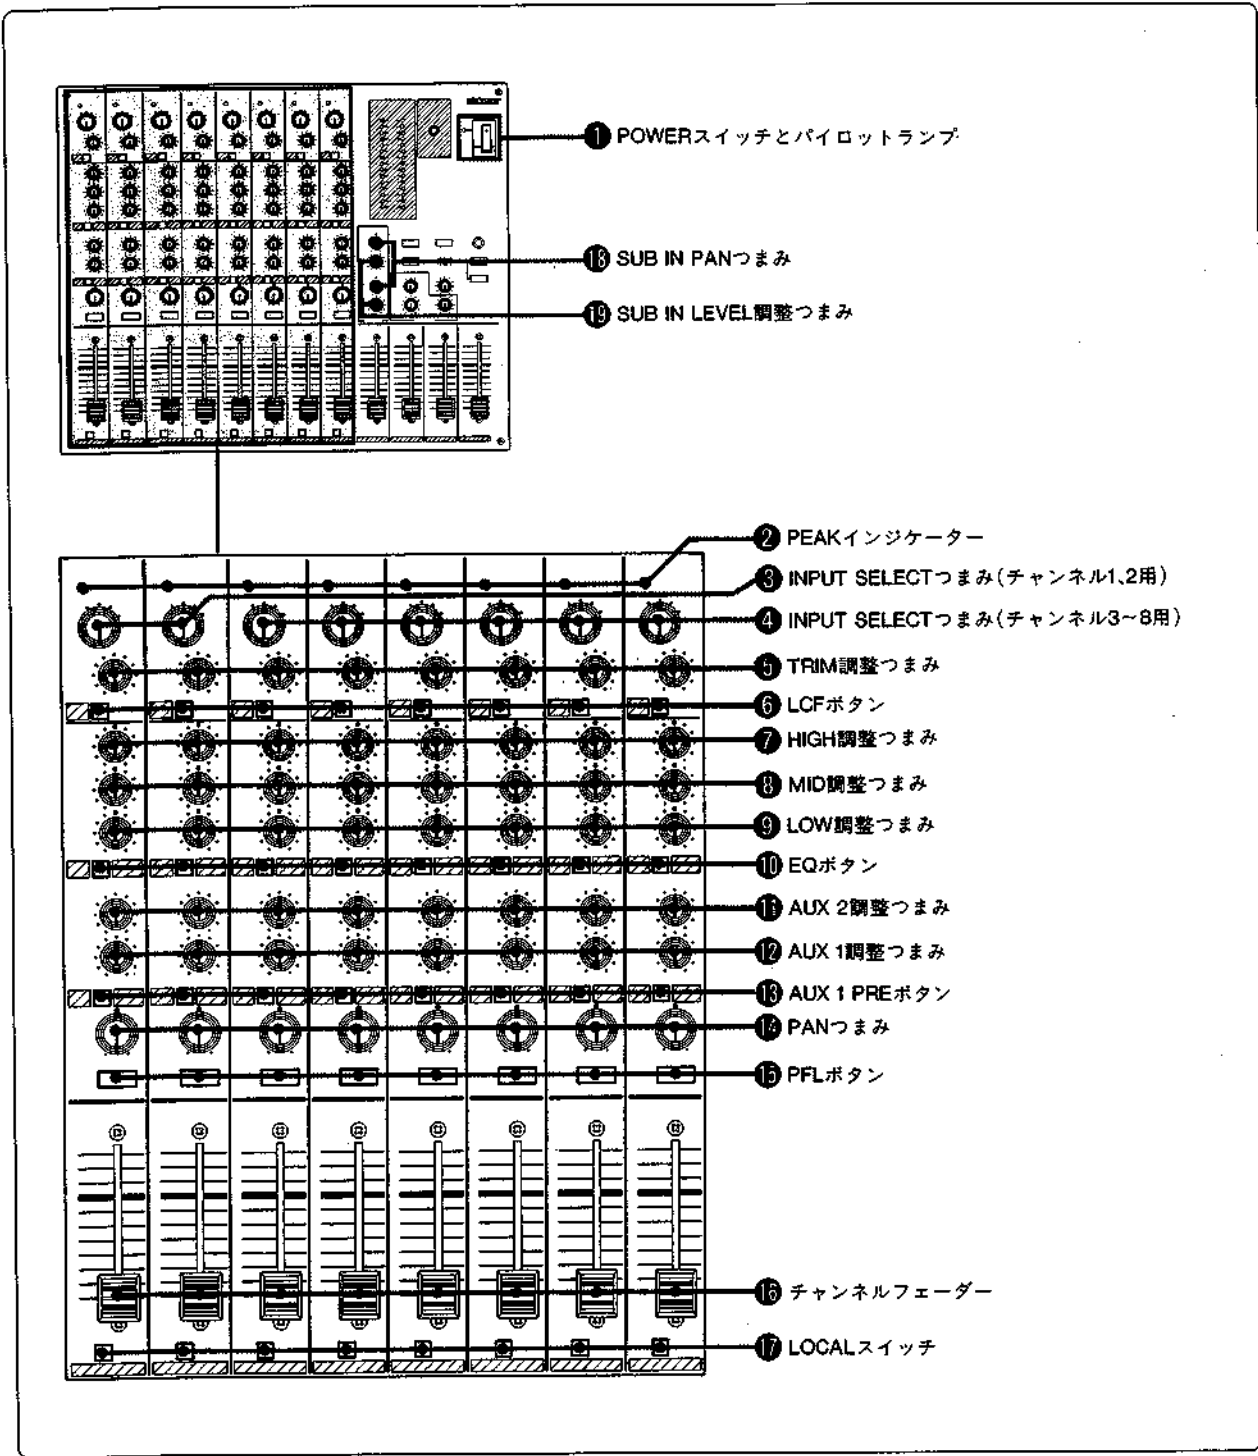 ❶ POWERスイッチとパイロットランプ
⓲ SUB IN PANつまみ
⓳ SUB IN LEVEL調整つまみ
❷ PEAKインジケーター
❸ INPUT SELECTつまみ(チャンネル1、2用)
❹ INPUT SELECTつまみ(チャンネル3~8用)
❺ TRIM調整つまみ
❻ LCFボタン
❼ HIGH調整つまみ
❽ MID調整つまみ
❾ LOW調整つまみ
❿ EQボタン
⓫ AUX 2調整つまみ
⓬ AUX 1調整つまみ
⓭ AUX 1 PREボタン
⓮ PANつまみ
⓯ PFLボタン
⓰ チャンネルフェーダー
⓱ LOCALスイッチ